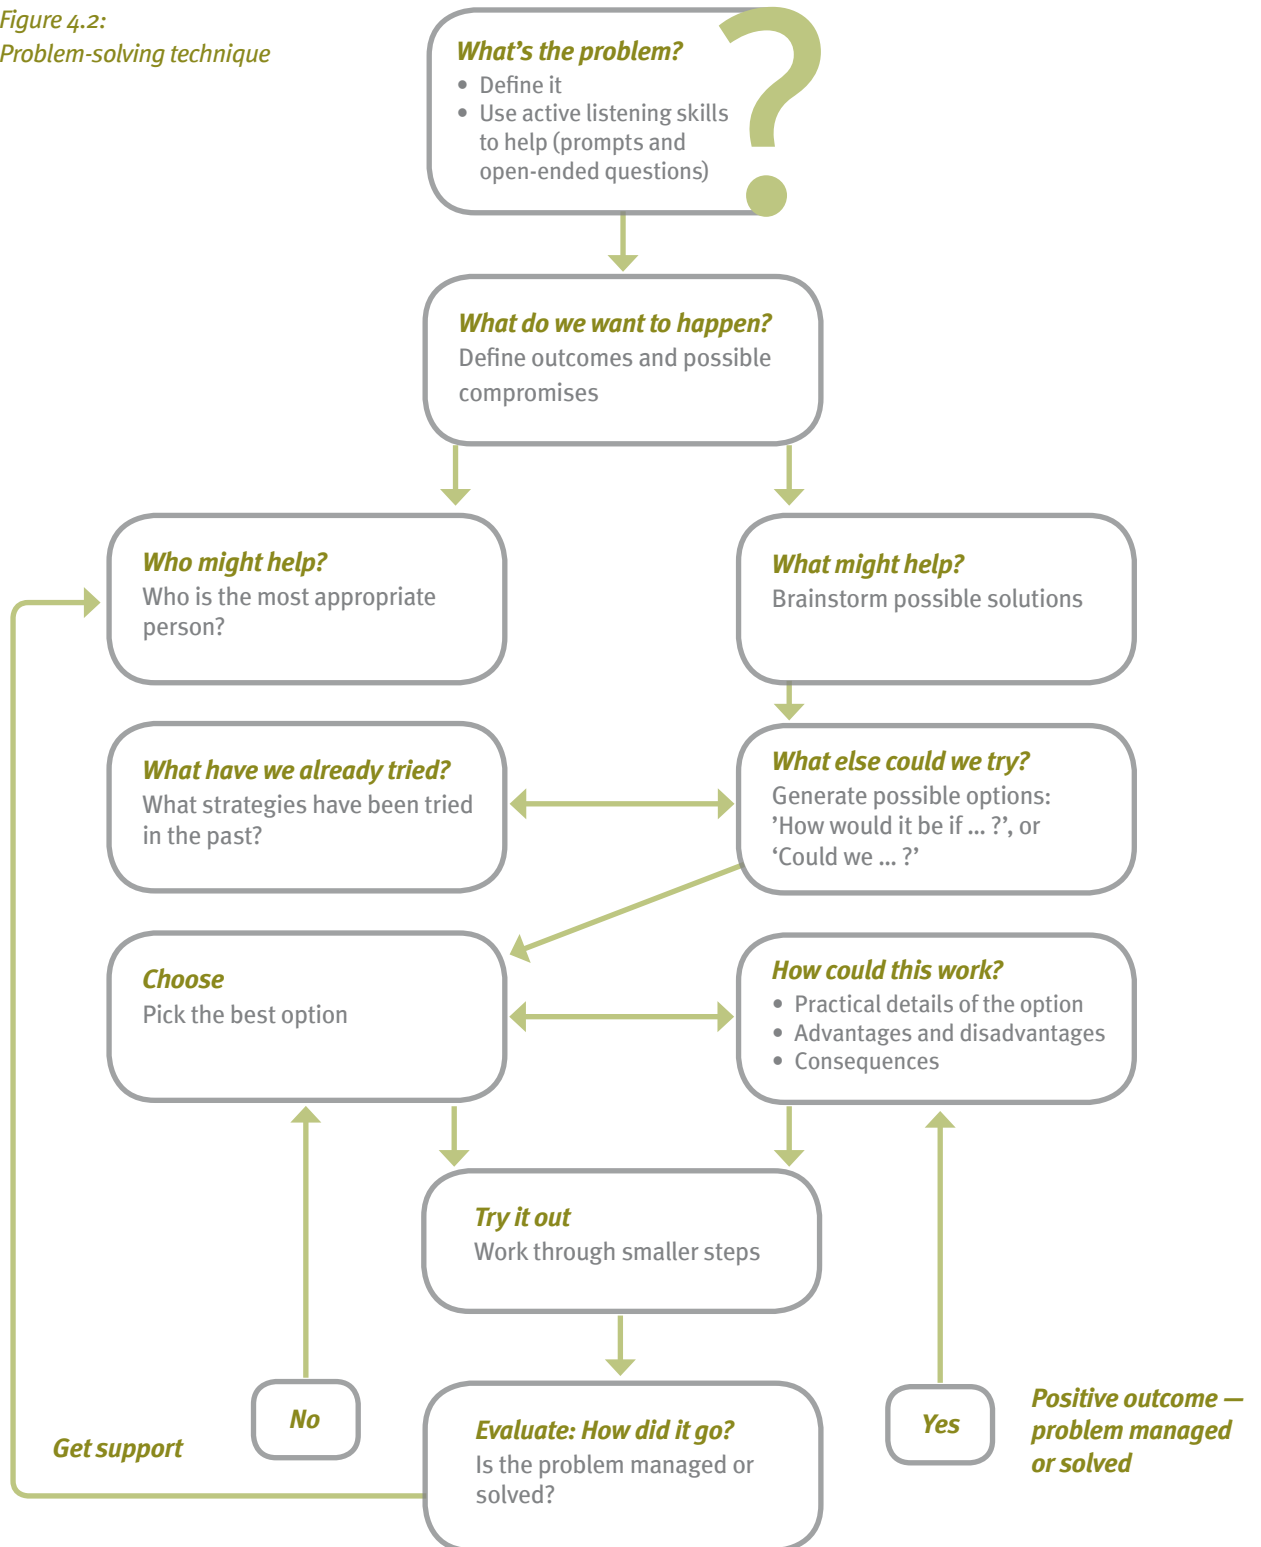 Figure 4.2:
Problem-solving technique
What's the problem?
• Define it
• Use active listening skills
to help (prompts and
open-ended questions)
?
What do we want to happen?
Define outcomes and possible
compromises
Who might help?
Who is the most appropriate
person?
What might help?
Brainstorm possible solutions
What have we already tried?
What strategies have been tried
in the past?
What else could we try?
Generate possible options:
’How would it be if ... ?’, or
‘Could we ... ?’
Choose
Pick the best option
How could this work?
• Practical details of the option
• Advantages and disadvantages
• Consequences
Try it out
Work through smaller steps
No
Get support
Evaluate: How did it go?
Is the problem managed or
solved?
Yes
Positive outcome —
problem managed
or solved